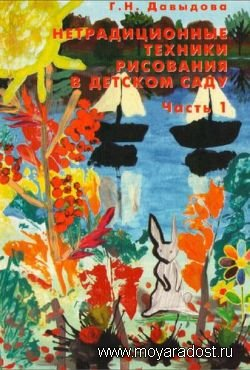 Г.Н. Давыдова
НЕТРАДИЦИОННЫЕ
ТЕХНИКИ
РИСОВАНИЯ
В ДЕТСКОМ САДУ
Часть 1
www.moyaradost.ru